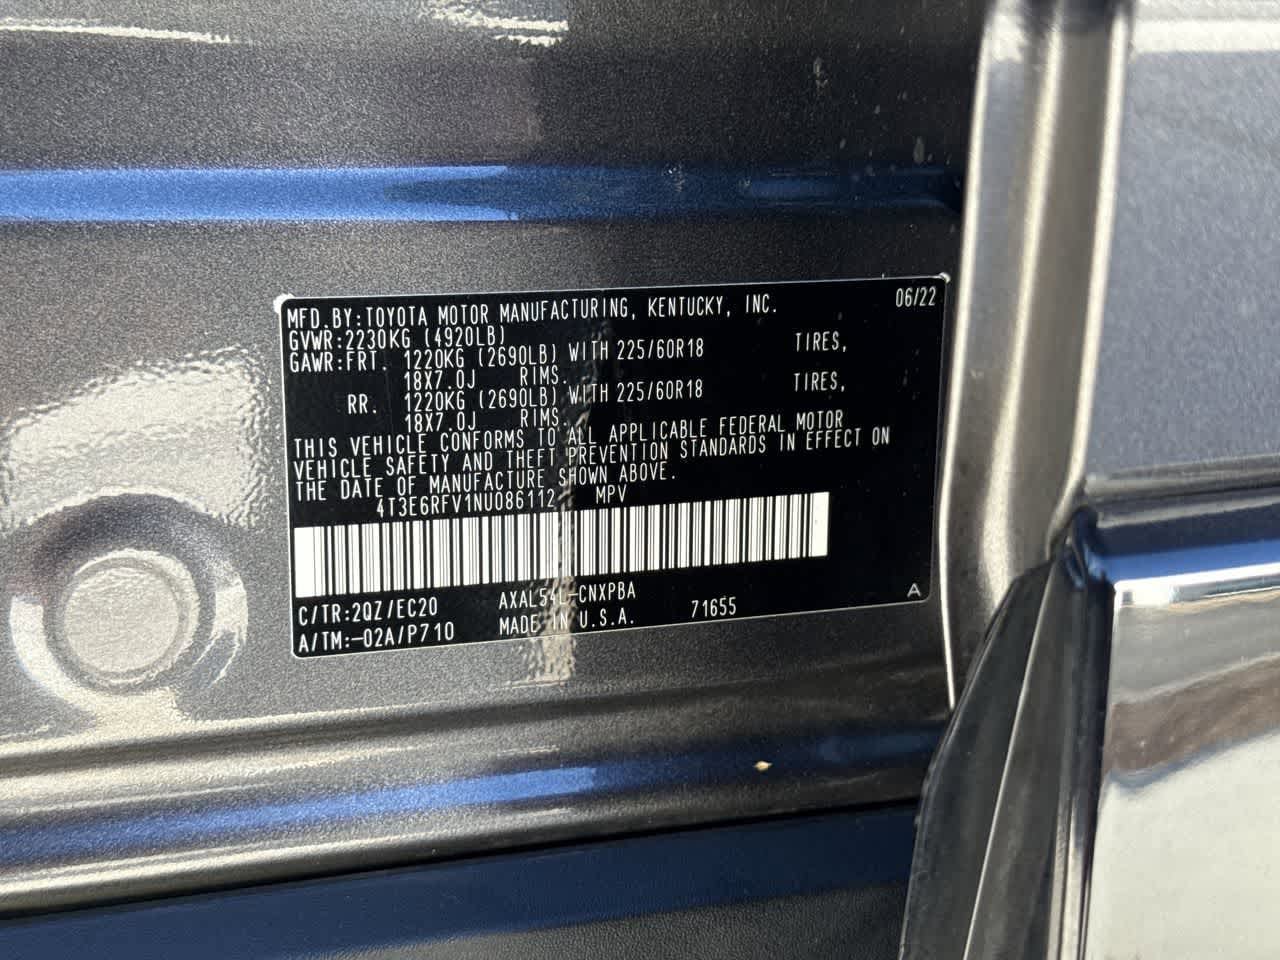 MFD.BY:TOYOTA MOTOR MANUFACTURING, KENTUCKY, INC. 06/22
GVWR:2230KG (4920LB)
GAWR:FRT. 1220KG (2690LB) WITH 225/60R18 TIRES,
18X7.0J RIMS.
RR. 1220KG (2690LB) WITH 225/60R18 TIRES,
18X7.0J RIMS.
THIS VEHICLE CONFORMS TO ALL APPLICABLE FEDERAL MOTOR
VEHICLE SAFETY AND THEFT PREVENTION STANDARDS IN EFFECT ON
THE DATE OF MANUFACTURE SHOWN ABOVE.
4T3E6RFV1NU086112 MPV
C/TR:2QZ/EC20 AXAL54L-CNXPBA
A/TM:-02A/P710 MADE IN U.S.A. 71655 A